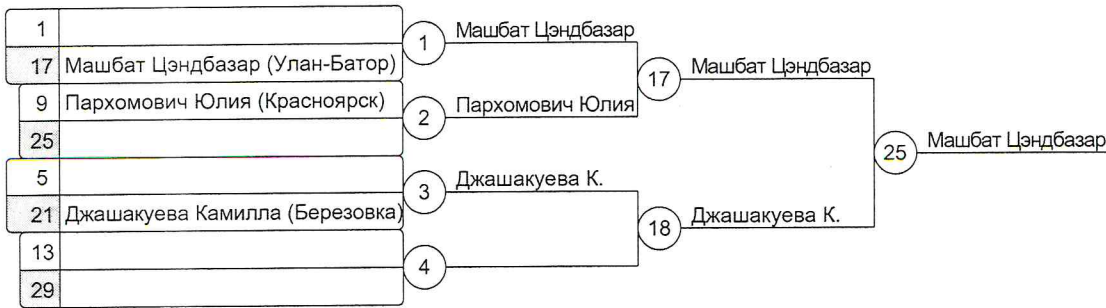 1
17 Машбат Цэндбазар (Улан-Батор)
9 Пархомович Юлия (Красноярск)
25
5
21 Джашакуева Камилла (Березовка)
13
29
1 Машбат Цэндбазар
2 Пархомович Юлия
3 Джашакуева К.
4
17 Машбат Цэндбазар
18 Джашакуева К.
25 Машбат Цэндбазар